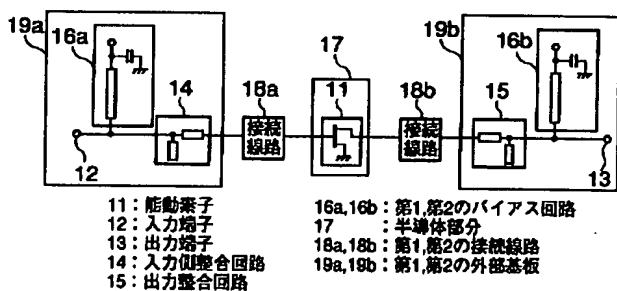 19a
16a
14
12
18a
接続
線路
17
11
18b
接続
線路
19b
16b
15
13
11：能動素子
12：入力端子
13：出力端子
14：入力側整合回路
15：出力整合回路
16a,16b：第1,第2のバイアス回路
17　　：半導体部分
18a,18b：第1,第2の接続線路
19a,19b：第1,第2の外部基板